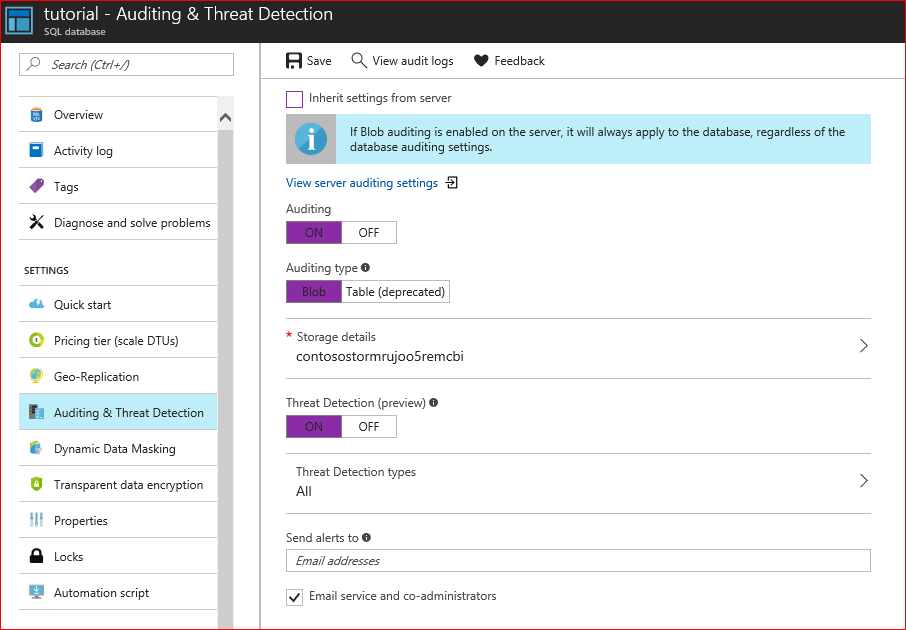 tutorial - Auditing & Threat Detection
SQL database
Search (Ctrl+/)
Overview
Activity log
Tags
Diagnose and solve problems
SETTINGS
Quick start
Pricing tier (scale DTUs)
Geo-Replication
Auditing & Threat Detection
Dynamic Data Masking
Transparent data encryption
Properties
Locks
Automation script
Save
View audit logs
Feedback
Inherit settings from server
If Blob auditing is enabled on the server, it will always apply to the database, regardless of the
database auditing settings.
View server auditing settings
Auditing
ON OFF
Auditing type
Blob Table (deprecated)
* Storage details
contosostormrujoo5remcbi
Threat Detection (preview)
ON OFF
Threat Detection types
All
Send alerts to
Email addresses
Email service and co-administrators